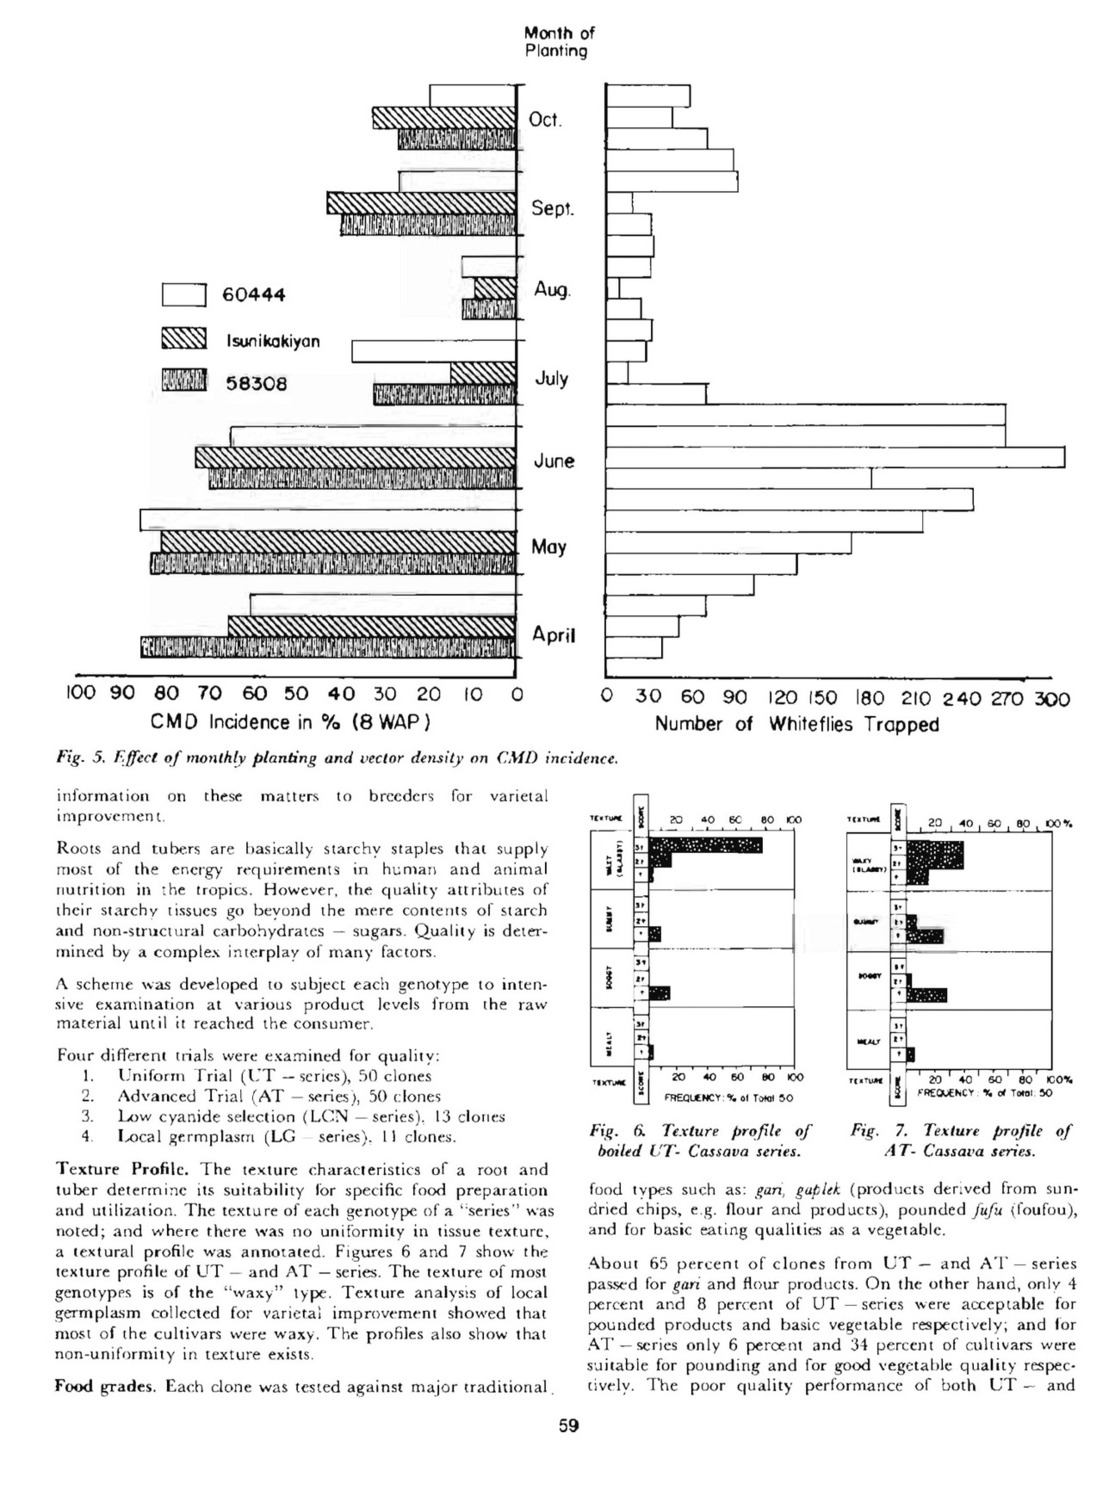 Month of
Planting
Oct.
Sept.
Aug.
July
June
May
April
60444
Isunikakiyan
58308
100 90 80 70 60 50 40 30 20 10 0
CMD Incidence in % (8 WAP)
0 30 60 90 120 150 180 210 240 270 300
Number of Whiteflies Trapped
Fig. 5. Effect of monthly planting and vector density on CMD incidence.
information on these matters to breeders for varietal
improvement.
Roots and tubers are basically starchy staples that supply
most of the energy requirements in human and animal
nutrition in the tropics. However, the quality attributes of
their starchy tissues go beyond the mere contents of starch
and non-structural carbohydrates — sugars. Quality is deter-
mined by a complex interplay of many factors.
A scheme was developed to subject each genotype to inten-
sive examination at various product levels from the raw
material until it reached the consumer.
Four different trials were examined for quality:
1. Uniform Trial (UT — series), 50 clones
2. Advanced Trial (AT — series), 50 clones
3. Low cyanide selection (LCN — series), 13 clones
4. Local germplasm (LG series), 11 clones.
Texture Profile. The texture characteristics of a root and
tuber determine its suitability for specific food preparation
and utilization. The texture of each genotype of a "series" was
noted; and where there was no uniformity in tissue texture,
a textural profile was annotated. Figures 6 and 7 show the
texture profile of UT — and AT — series. The texture of most
genotypes is of the "waxy" type. Texture analysis of local
germplasm collected for varietal improvement showed that
most of the cultivars were waxy. The profiles also show that
non-uniformity in texture exists.
Food grades. Each clone was tested against major traditional
TEXTURE SCORE 20 40 60 80 100
WAXY (GLASSY) 3+ 2+ +
GUMMY 3+ 2+ +
SOGGY 3+ 2+ +
MEALY 3+ 2+ +
TEXTURE SCORE 20 40 60 80 100
FREQUENCY: % of Total 50
Fig. 6. Texture profile of
boiled UT- Cassava series.
TEXTURE SCORE 20 40 60 80 100%
WAXY (GLASSY) 3+ 2+ +
GUMMY 3+ 2+ +
SOGGY 3+ 2+ +
MEALY 3+ 2+ +
TEXTURE SCORE 20 40 60 80 100%
FREQUENCY: % of Total: 50
Fig. 7. Texture profile of
AT- Cassava series.
food types such as: gari, gaplek (products derived from sun-
dried chips, e.g. flour and products), pounded fufu (foufou),
and for basic eating qualities as a vegetable.
About 65 percent of clones from UT — and AT — series
passed for gari and flour products. On the other hand, only 4
percent and 8 percent of UT — series were acceptable for
pounded products and basic vegetable respectively; and for
AT — series only 6 percent and 34 percent of cultivars were
suitable for pounding and for good vegetable quality respec-
tively. The poor quality performance of both UT — and
59